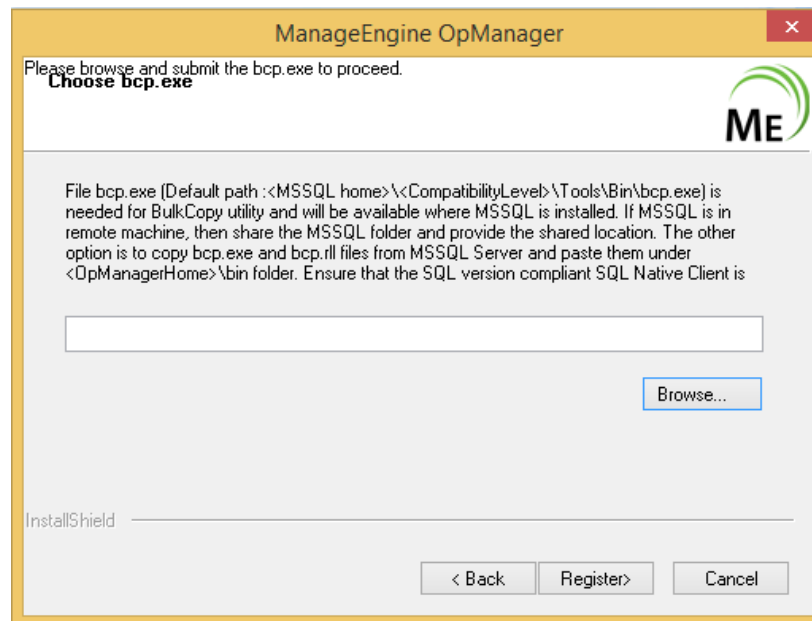 ManageEngine OpManager
Please browse and submit the bcp.exe to proceed.
Choose bcp.exe
ME
File bcp.exe (Default path :<MSSQL home>\<CompatibilityLevel>\Tools\Bin\bcp.exe) is
needed for BulkCopy utility and will be available where MSSQL is installed. If MSSQL is in
remote machine, then share the MSSQL folder and provide the shared location. The other
option is to copy bcp.exe and bcp.rll files from MSSQL Server and paste them under
<OpManagerHome>\bin folder. Ensure that the SQL version compliant SQL Native Client is
Browse...
InstallShield
< Back
Register>
Cancel